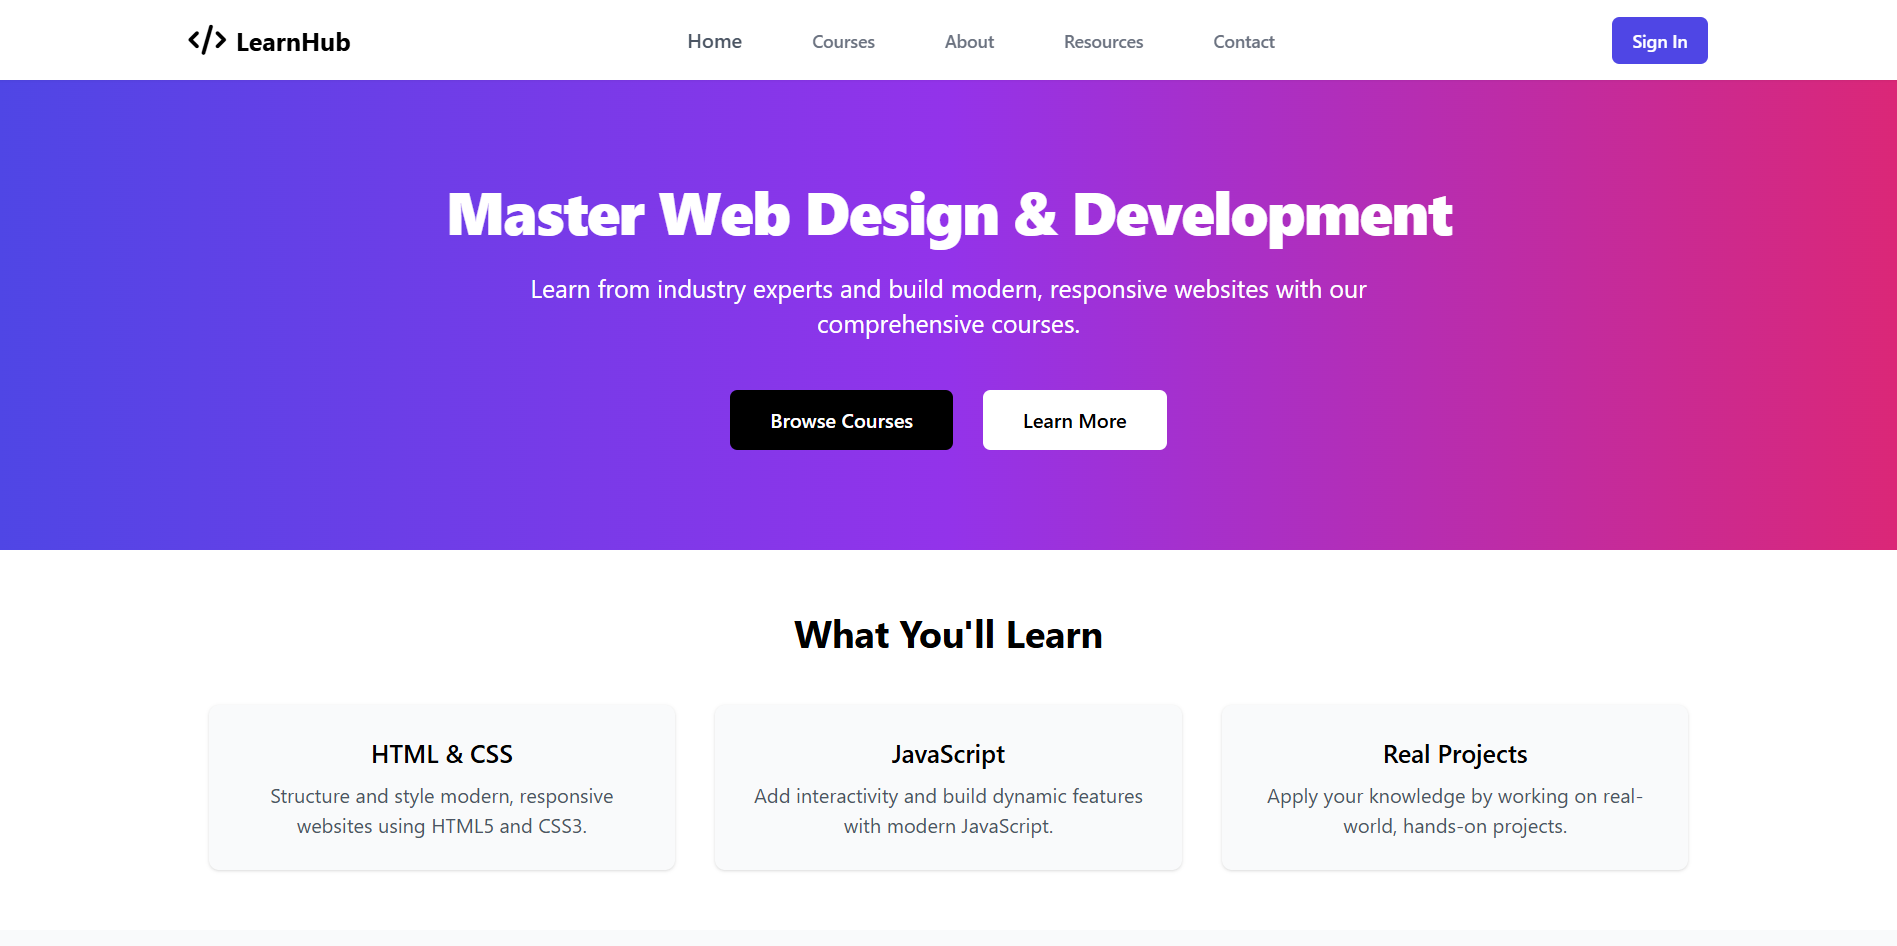 </> LearnHub
Home
Courses
About
Resources
Contact
Sign In
Master Web Design & Development
Learn from industry experts and build modern, responsive websites with our
comprehensive courses.
Browse Courses
Learn More
What You'll Learn
HTML & CSS
Structure and style modern, responsive
websites using HTML5 and CSS3.
JavaScript
Add interactivity and build dynamic features
with modern JavaScript.
Real Projects
Apply your knowledge by working on real-
world, hands-on projects.